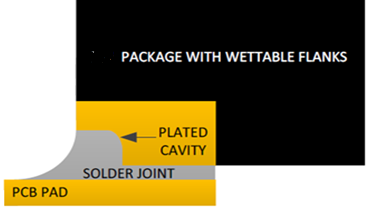 PACKAGE WITH WETTABLE FLANKS
PLATED
CAVITY
SOLDER JOINT
PCB PAD